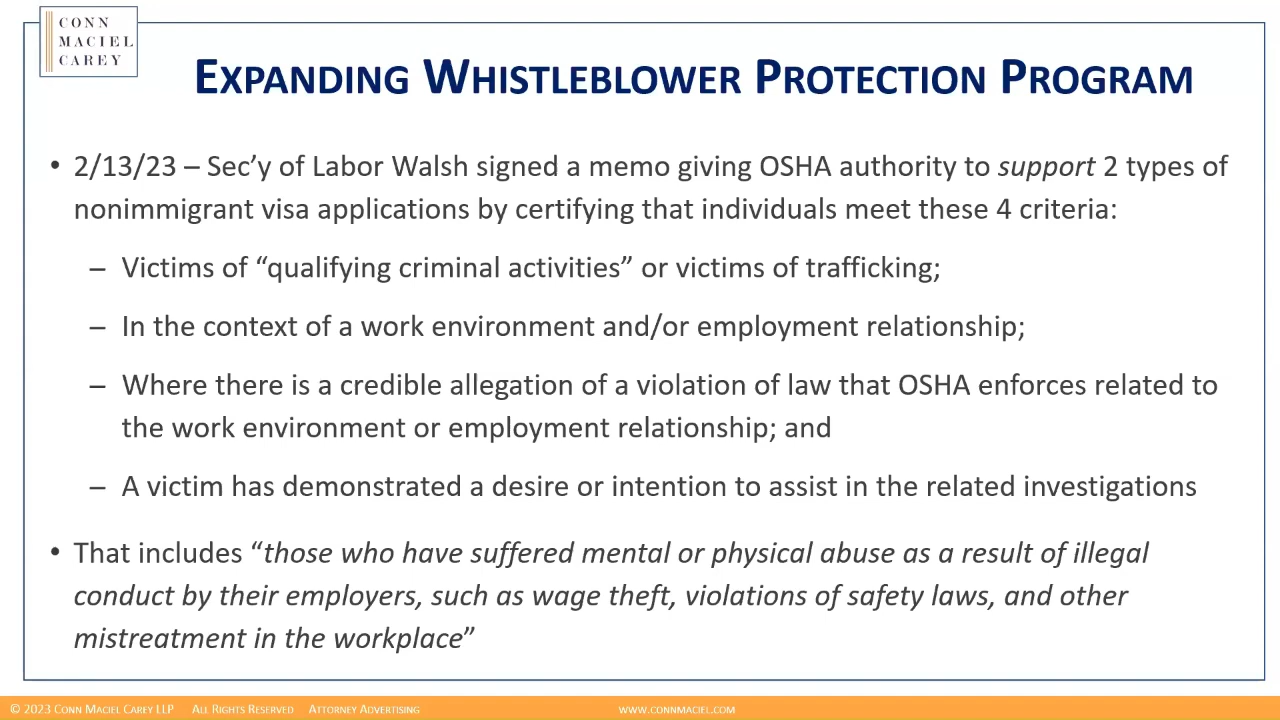 CONN
MACIEL
CAREY
EXPANDING WHISTLEBLOWER PROTECTION PROGRAM
• 2/13/23 – Sec’y of Labor Walsh signed a memo giving OSHA authority to support 2 types of
nonimmigrant visa applications by certifying that individuals meet these 4 criteria:
– Victims of “qualifying criminal activities” or victims of trafficking;
– In the context of a work environment and/or employment relationship;
– Where there is a credible allegation of a violation of law that OSHA enforces related to
the work environment or employment relationship; and
– A victim has demonstrated a desire or intention to assist in the related investigations
• That includes “those who have suffered mental or physical abuse as a result of illegal
conduct by their employers, such as wage theft, violations of safety laws, and other
mistreatment in the workplace”
© 2023 CONN MACIEL CAREY LLP ALL RIGHTS RESERVED ATTORNEY ADVERTISING WWW.CONNMACIEL.COM